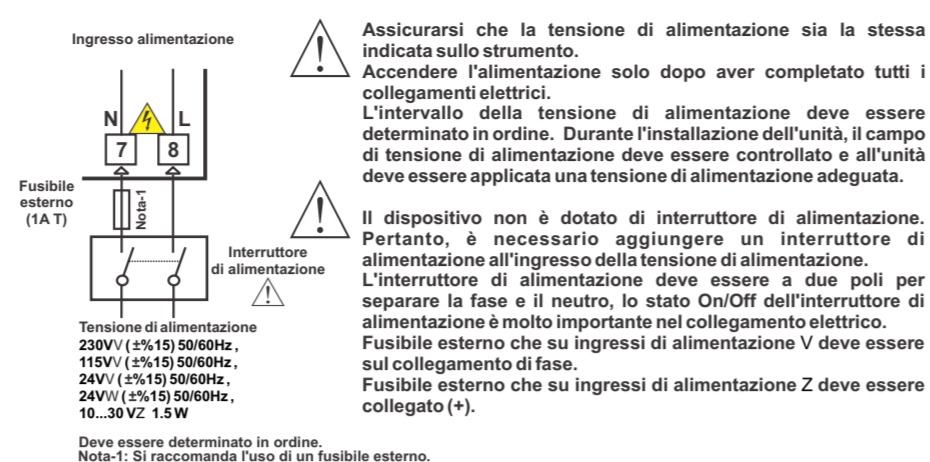 Ingresso alimentazione
N L
7 8
Fusibile
esterno
(1A T)
Nota-1
Interruttore
di alimentazione
Tensione di alimentazione
230VV ( ±%15) 50/60Hz ,
115VV ( ±%15) 50/60Hz ,
24VV ( ±%15) 50/60Hz ,
24VW ( ±%15) 50/60Hz ,
10...30 VZ 1.5 W
Deve essere determinato in ordine.
Nota-1: Si raccomanda l'uso di un fusibile esterno.
Assicurarsi che la tensione di alimentazione sia la stessa
indicata sullo strumento.
Accendere l'alimentazione solo dopo aver completato tutti i
collegamenti elettrici.
L'intervallo della tensione di alimentazione deve essere
determinato in ordine. Durante l'installazione dell'unità, il campo
di tensione di alimentazione deve essere controllato e all'unità
deve essere applicata una tensione di alimentazione adeguata.
Il dispositivo non è dotato di interruttore di alimentazione.
Pertanto, è necessario aggiungere un interruttore di
alimentazione all'ingresso della tensione di alimentazione.
L'interruttore di alimentazione deve essere a due poli per
separare la fase e il neutro, lo stato On/Off dell'interruttore di
alimentazione è molto importante nel collegamento elettrico.
Fusibile esterno che su ingressi di alimentazione V deve essere
sul collegamento di fase.
Fusibile esterno che su ingressi di alimentazione Z deve essere
collegato (+).